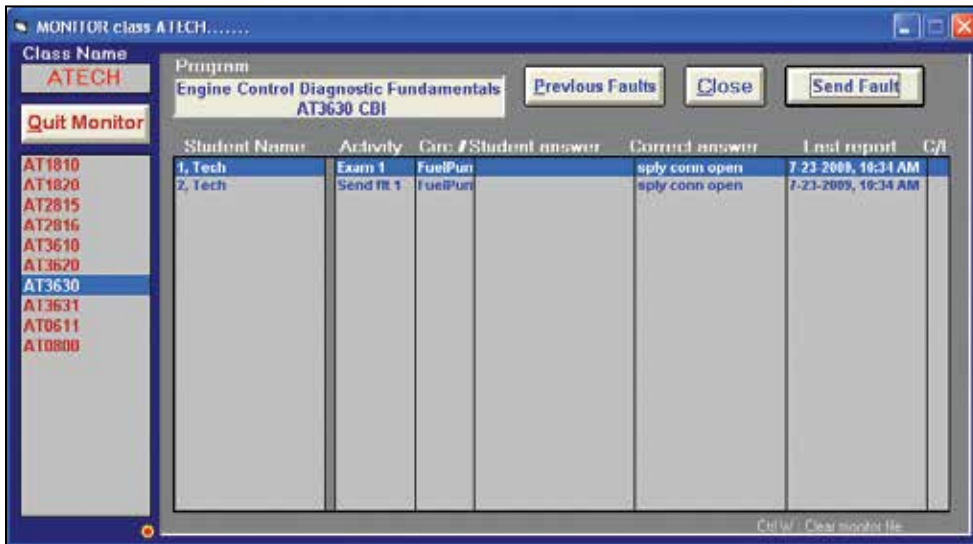 MONITOR class ATECH.......
Class Name
ATECH
Quit Monitor
AT1810
AT1820
AT2815
AT2816
AT3610
AT3620
AT3630
AT3631
AT0611
AT0800
Program
Engine Control Diagnostic Fundamentals
AT3630 CBI
Previous Faults
Close
Send Fault
Student Name Activity Circ # Student answer Correct answer Last report C/I
1, Tech Exam 1 FuelPum sply conn open 7-23-2009, 10:34 AM
2, Tech Send flt 1 FuelPum sply conn open 7-23-2009, 10:34 AM
Ctrl W : Clear monitor file